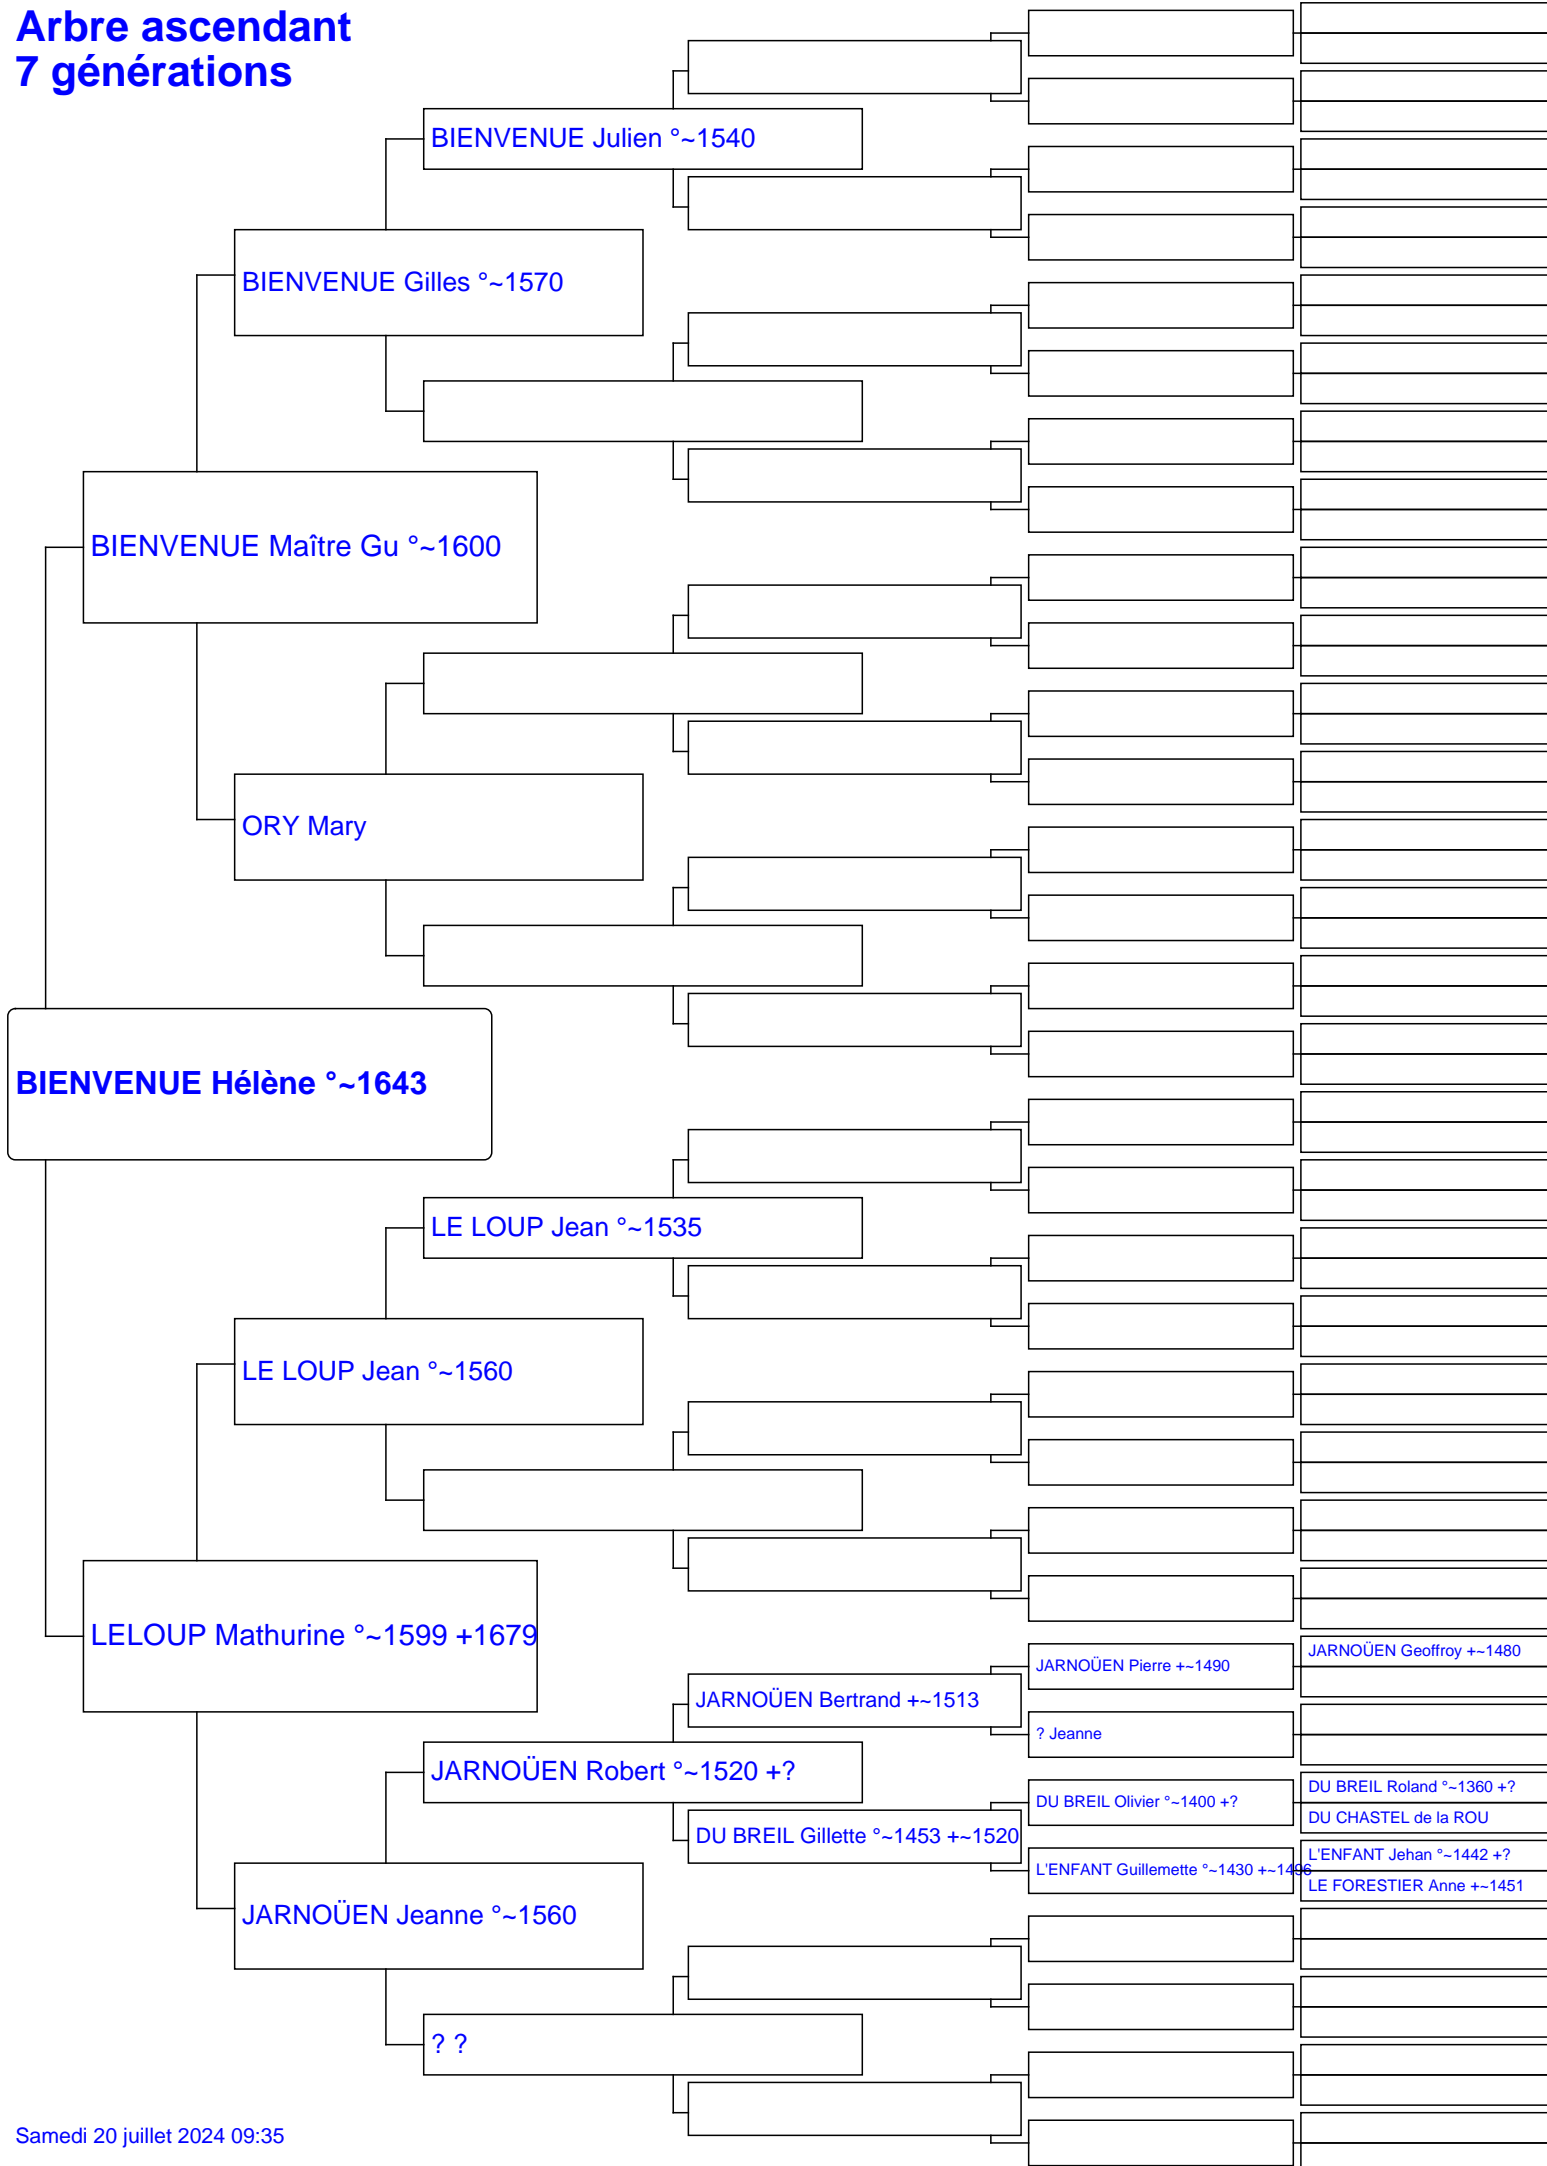 Arbre ascendant
7 générations
BIENVENUE Julien °~1540
BIENVENUE Gilles °~1570
BIENVENUE Maître Gu °~1600
ORY Mary
BIENVENUE Hélène °~1643
LE LOUP Jean °~1535
LE LOUP Jean °~1560
LELOUP Mathurine °~1599 +1679
JARNOÜEN Geoffroy +~1480
JARNOÜEN Pierre +~1490
JARNOÜEN Bertrand +~1513
? Jeanne
JARNOÜEN Robert °~1520 +?
DU BREIL Roland °~1360 +?
DU BREIL Olivier °~1400 +?
DU CHASTEL de la ROU
DU BREIL Gillette °~1453 +~1520
L'ENFANT Jehan °~1442 +?
L'ENFANT Guillemette °~1430 +~1496
LE FORESTIER Anne +~1451
JARNOÜEN Jeanne °~1560
? ?
Samedi 20 juillet 2024 09:35